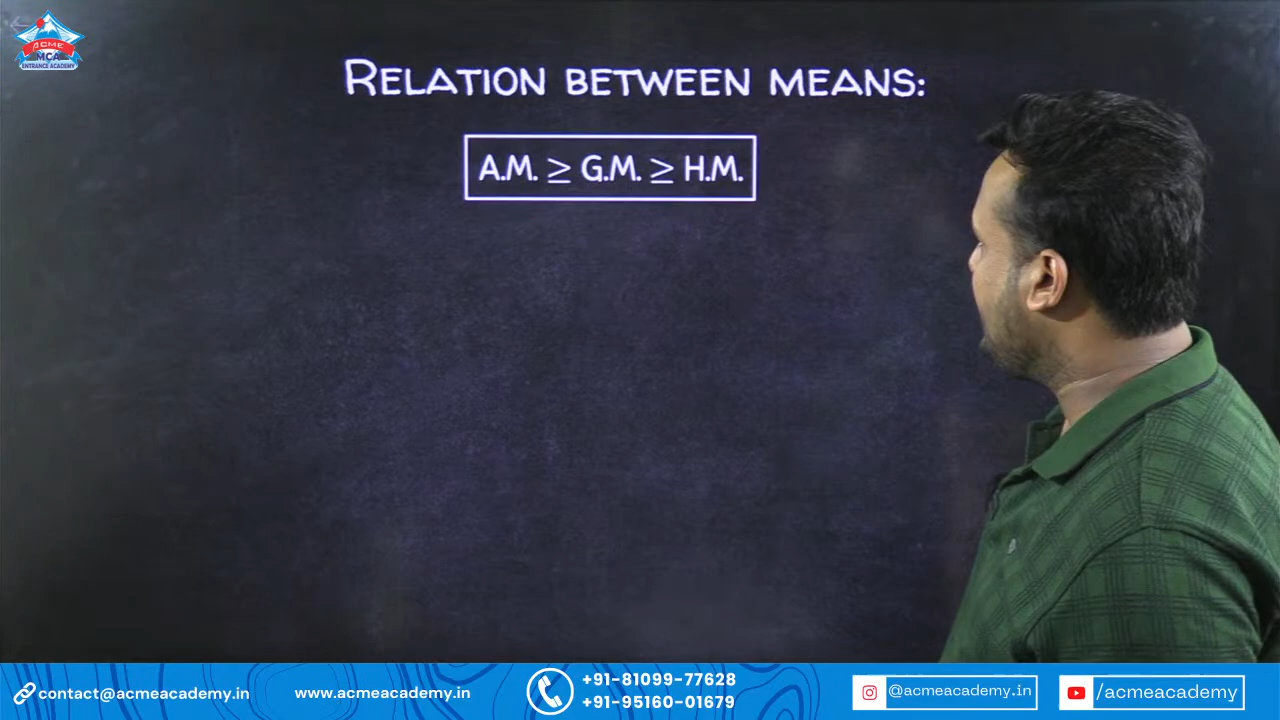 ACME
MCA
ENTRANCE ACADEMY
RELATION BETWEEN MEANS:
A.M. ≥ G.M. ≥ H.M.
contact@acmeacademy.in
www.acmeacademy.in
+91-81099-77628
+91-95160-01679
@acmeacademy.in
/acmeacademy